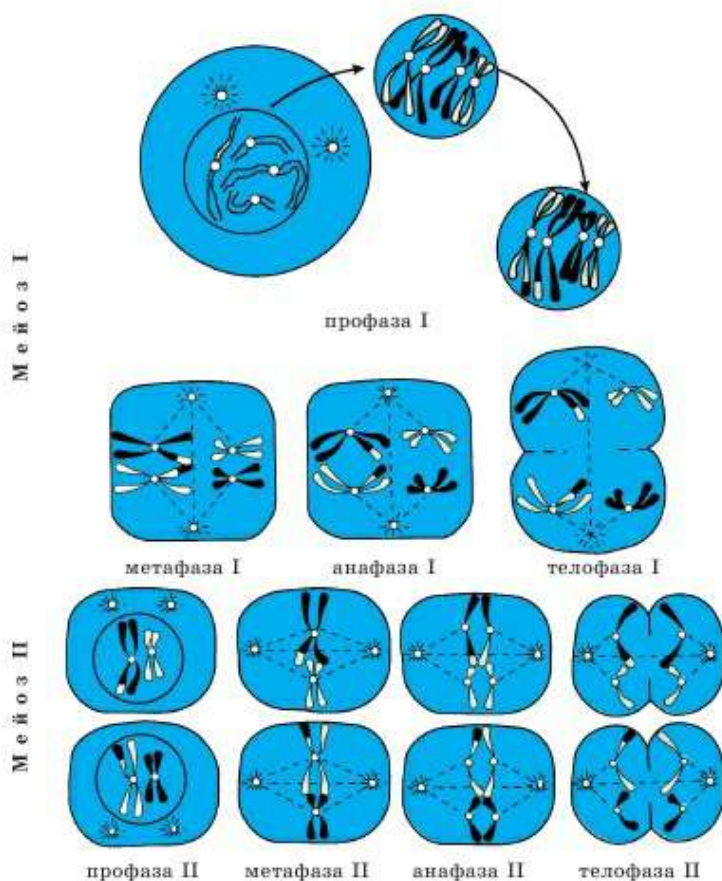 Мейоз I
профаза I
метафаза I
анафаза I
телофаза I
Мейоз II
профаза II
метафаза II
анафаза II
телофаза II